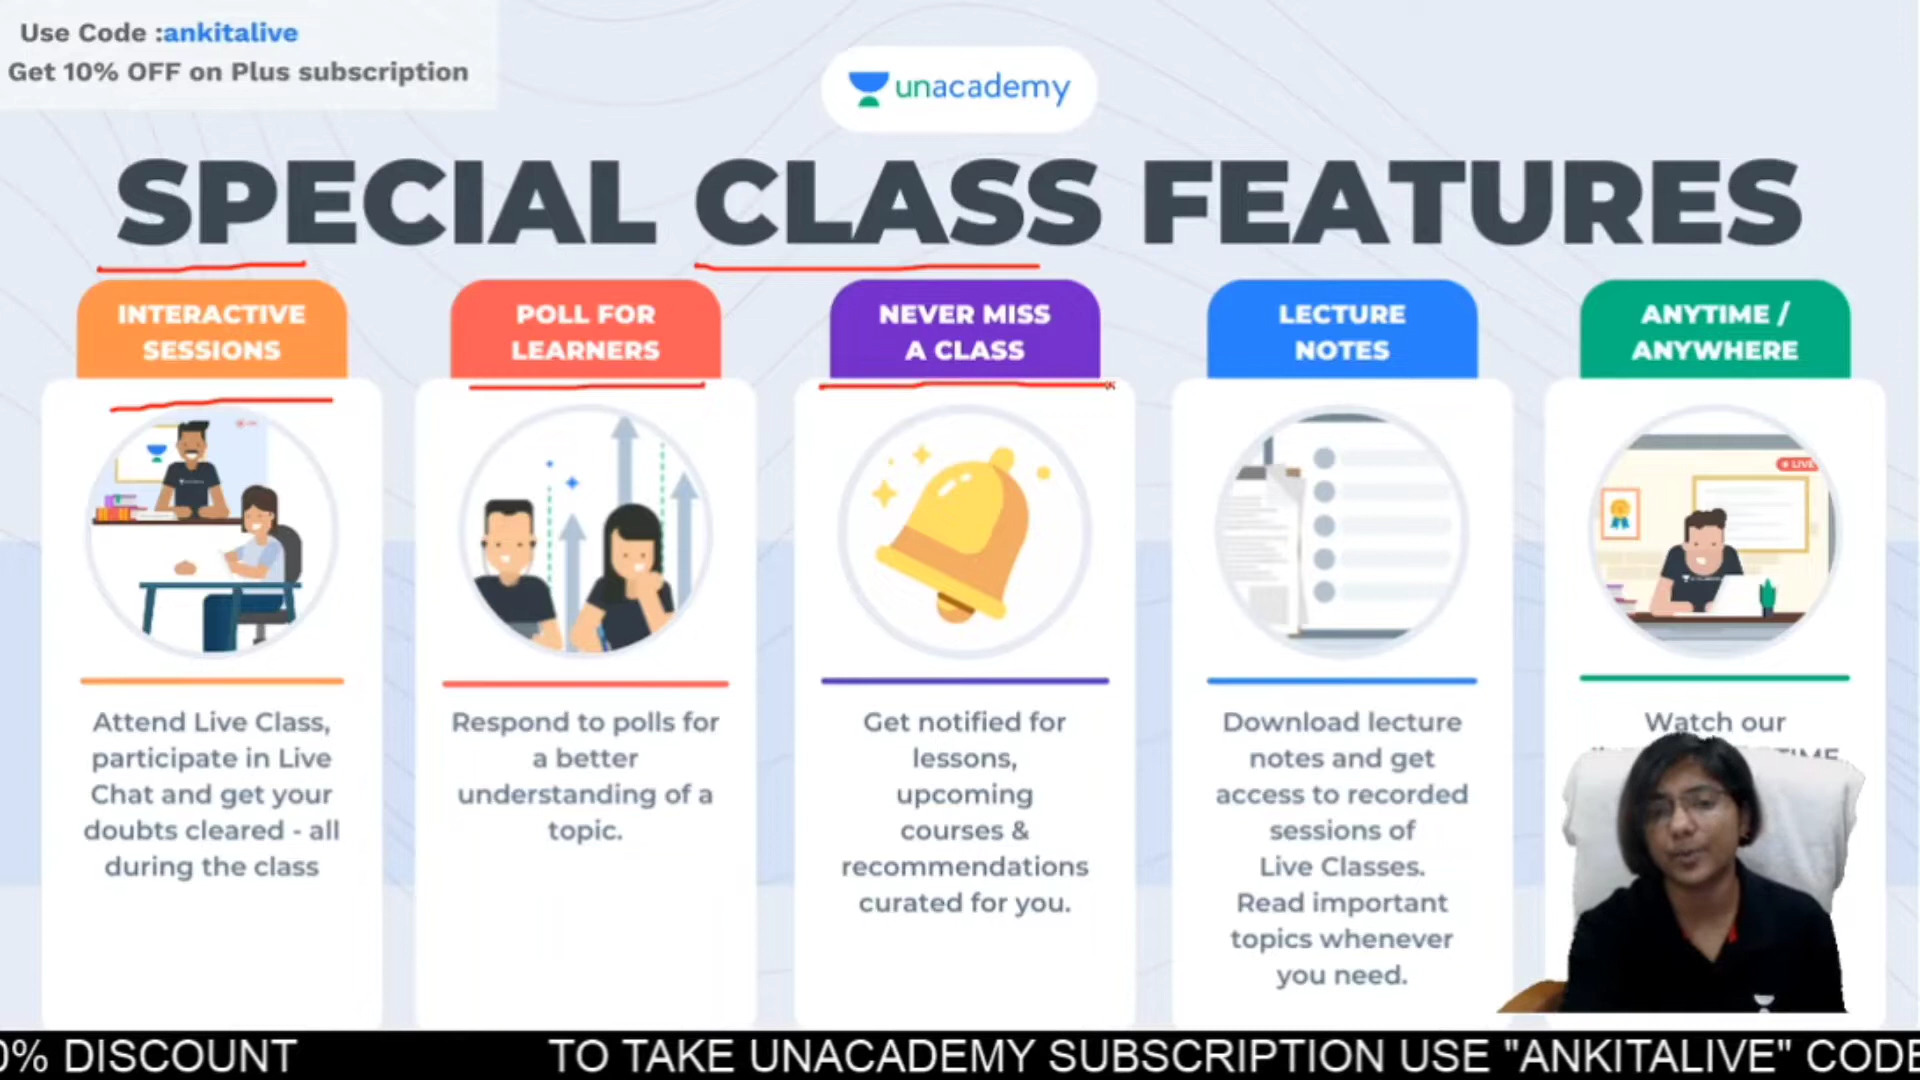 Use Code :ankitalive
Get 10% OFF on Plus subscription
unacademy
SPECIAL CLASS FEATURES
INTERACTIVE
SESSIONS
Attend Live Class,
participate in Live
Chat and get your
doubts cleared - all
during the class
POLL FOR
LEARNERS
Respond to polls for
a better
understanding of a
topic.
NEVER MISS
A CLASS
Get notified for
lessons,
upcoming
courses &
recommendations
curated for you.
LECTURE
NOTES
Download lecture
notes and get
access to recorded
sessions of
Live Classes.
Read important
topics whenever
you need.
ANYTIME /
ANYWHERE
LIVE
Watch our
0% DISCOUNT TO TAKE UNACADEMY SUBSCRIPTION USE "ANKITALIVE" CODE